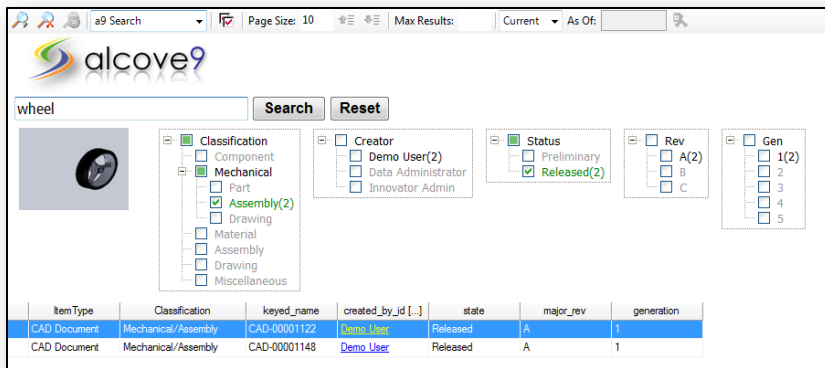 a9 Search Page Size: 10 Max Results: Current As Of:
alcove9
wheel Search Reset
Classification
Component
Mechanical
Part
Assembly(2)
Drawing
Material
Assembly
Drawing
Miscellaneous
Creator
Demo User(2)
Data Administrator
Innovator Admin
Status
Preliminary
Released(2)
Rev
A(2)
B
C
Gen
1(2)
2
3
4
5
ItemType Classification keyed_name created_by_id [...] state major_rev generation
CAD Document Mechanical/Assembly CAD-00001122 Demo User Released A 1
CAD Document Mechanical/Assembly CAD-00001148 Demo User Released A 1